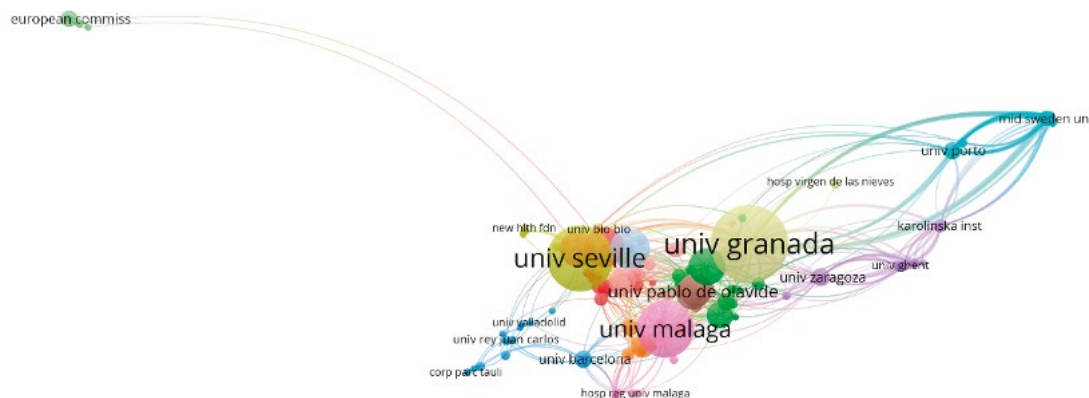 european commiss
mid sweden un
univ porto
hosp virgen de las nieves
karolinska inst
new hlth fdn
univ bio bio
univ granada
univ seville
univ ghent
univ zaragoza
univ pablo de olavide
univ valladolid
univ malaga
univ rey juan carlos
univ barcelona
corp parc tauli
hosp reg univ malaga